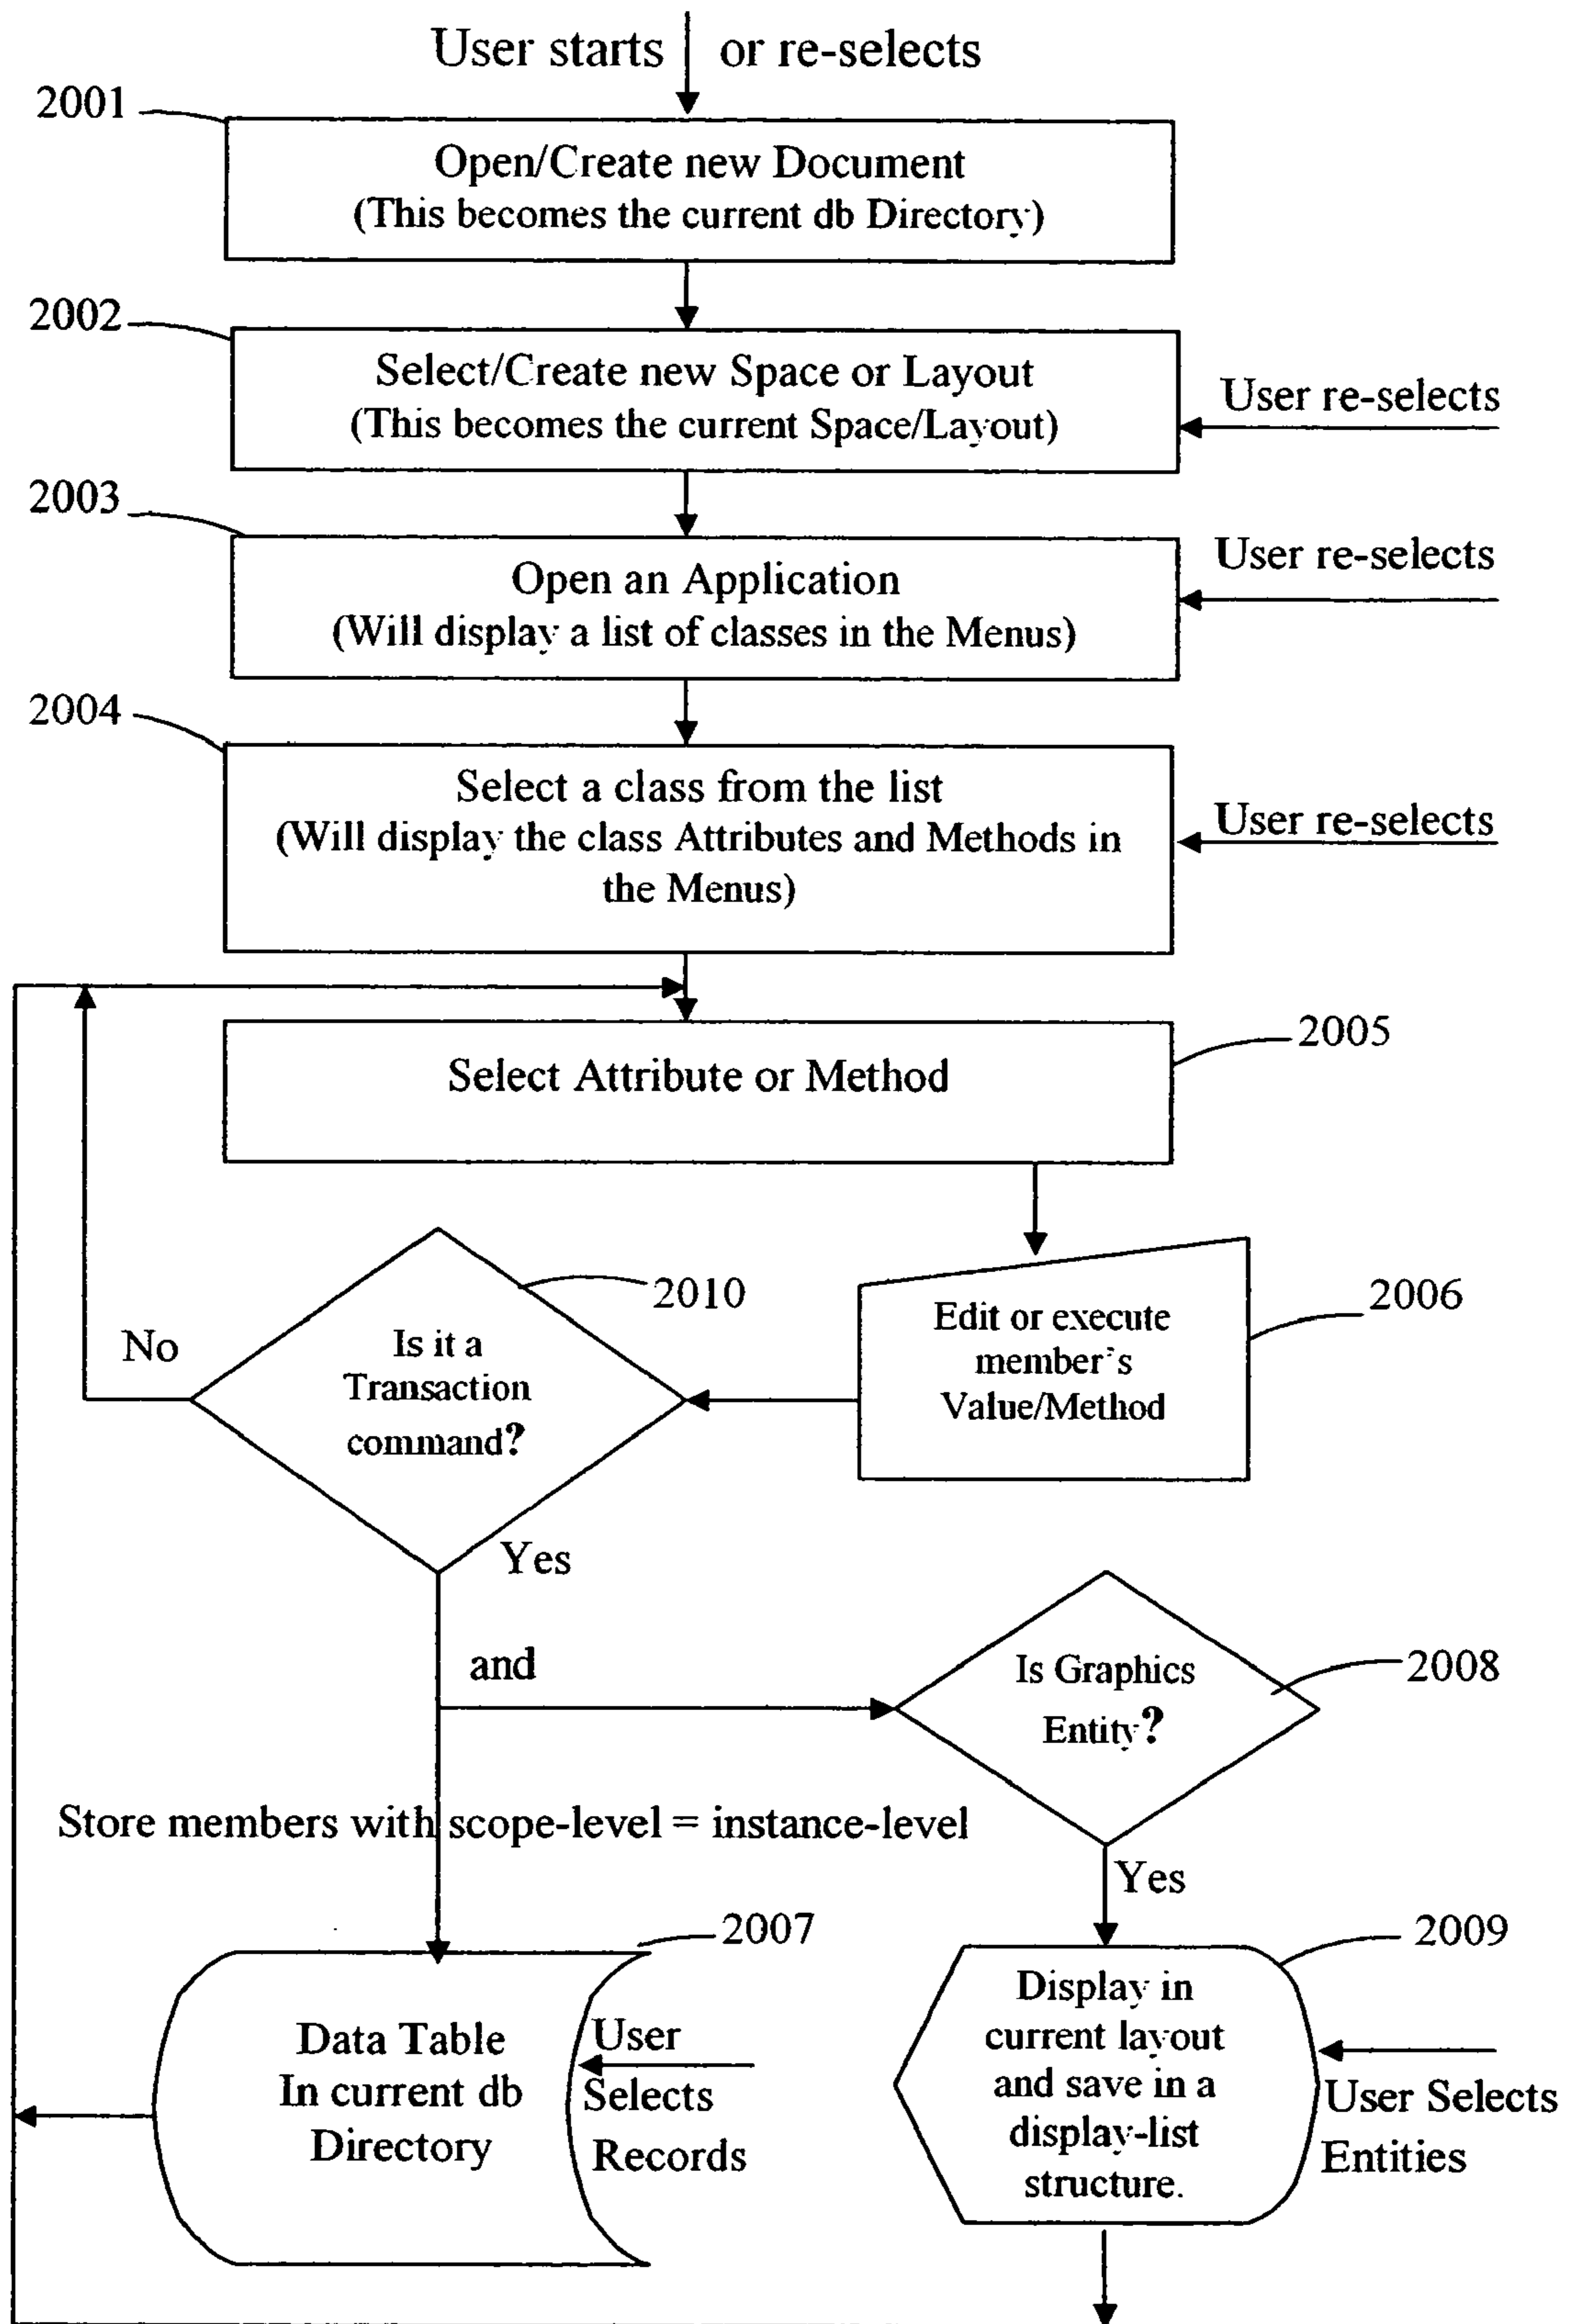 User starts or re-selects
2001
Open/Create new Document
(This becomes the current db Directory)
2002
Select/Create new Space or Layout
(This becomes the current Space/Layout)
User re-selects
2003
Open an Application
(Will display a list of classes in the Menus)
User re-selects
2004
Select a class from the list
(Will display the class Attributes and Methods in
the Menus)
User re-selects
2005
Select Attribute or Method
2010
2006
Edit or execute
member's
Value/Method
No
Is it a
Transaction
command?
Yes
and
2008
Is Graphics
Entity?
Store members with scope-level = instance-level
Yes
2007
2009
Data Table
In current db
Directory
User
Selects
Records
Display in
current layout
and save in a
display-list
structure.
User Selects
Entities